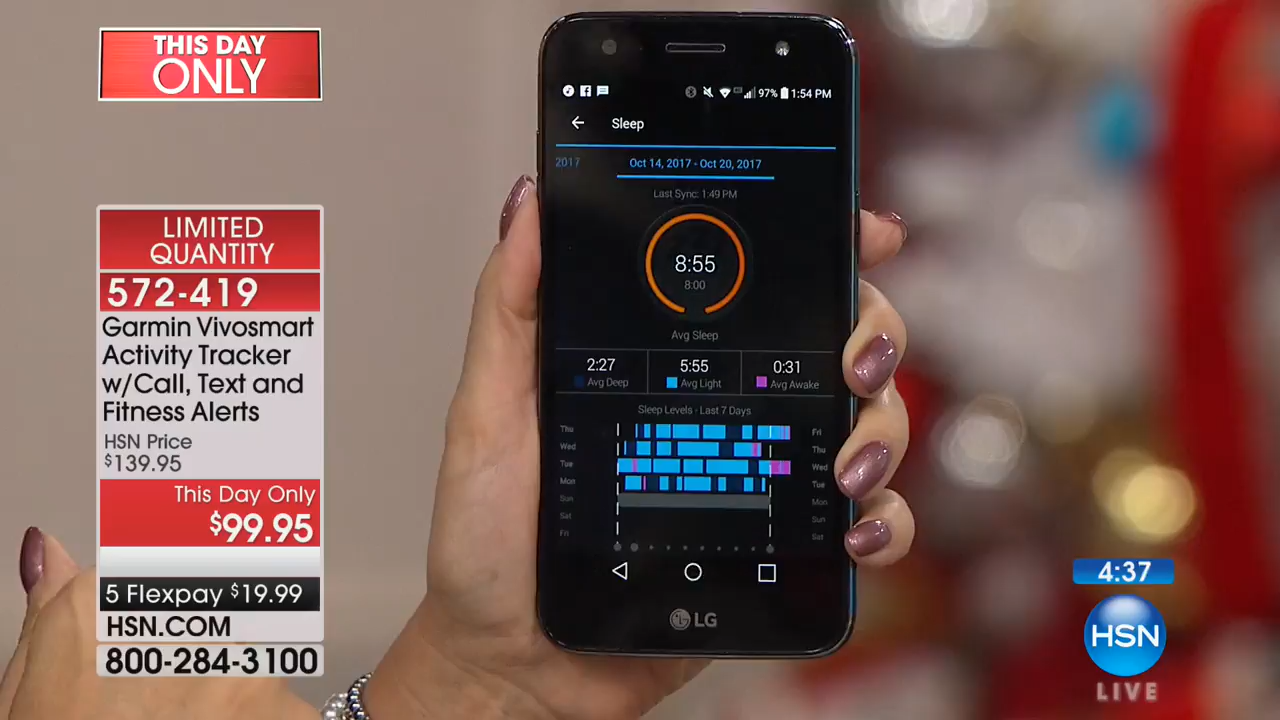 THIS DAY
ONLY
LIMITED
QUANTITY
572-419
Garmin Vivosmart
Activity Tracker
w/Call, Text and
Fitness Alerts
HSN Price
$139.95
This Day Only
$99.95
5 Flexpay $19.99
HSN.COM
800-284-3100
97% 1:54 PM
Sleep
2017 Oct 14, 2017 - Oct 20, 2017
Last Sync: 1:49 PM
8:55
8:00
Avg Sleep
2:27 5:55 0:31
Avg Deep Avg Light Avg Awake
Sleep Levels - Last 7 Days
Thu Fri
Wed Thu
Tue Wed
Mon Tue
Sun Mon
Sat Sun
Fri Sat
LG
4:37
HSN
LIVE